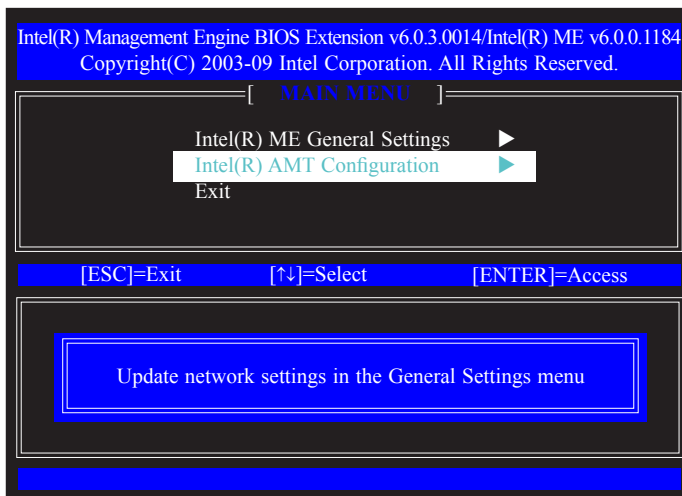 Intel(R) Management Engine BIOS Extension v6.0.3.0014/Intel(R) ME v6.0.0.1184
Copyright(C) 2003-09 Intel Corporation. All Rights Reserved.
[ MAIN MENU ]
Intel(R) ME General Settings ▶
Intel(R) AMT Configuration ▶
Exit
[ESC]=Exit [↑↓]=Select [ENTER]=Access
Update network settings in the General Settings menu